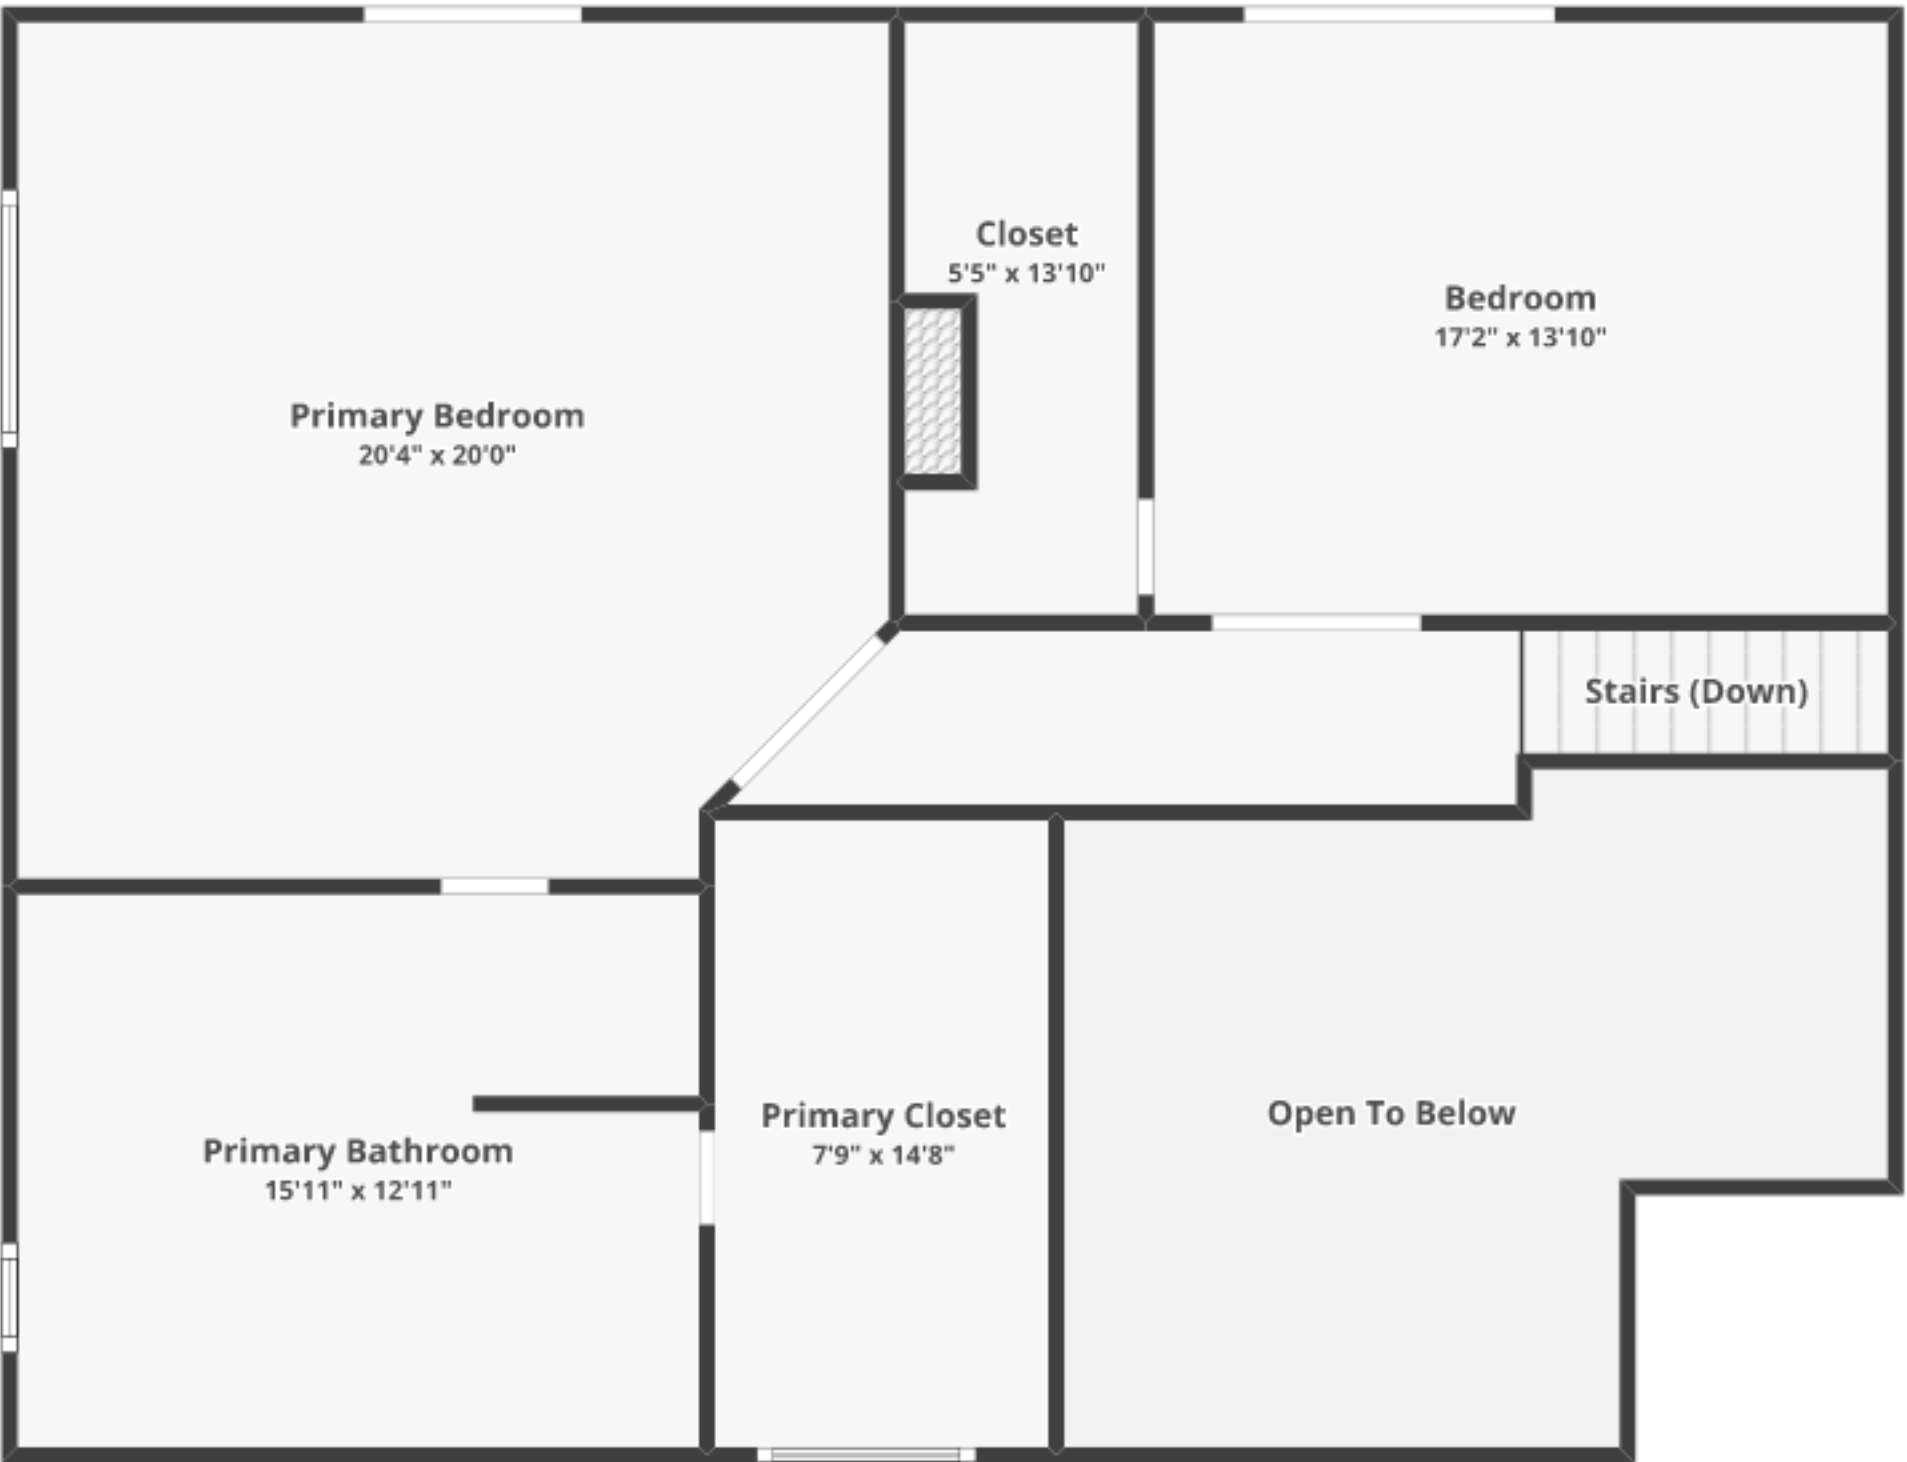 Closet
5'5" x 13'10"
Bedroom
17'2" x 13'10"
Primary Bedroom
20'4" x 20'0"
Stairs (Down)
Primary Bathroom
15'11" x 12'11"
Primary Closet
7'9" x 14'8"
Open To Below